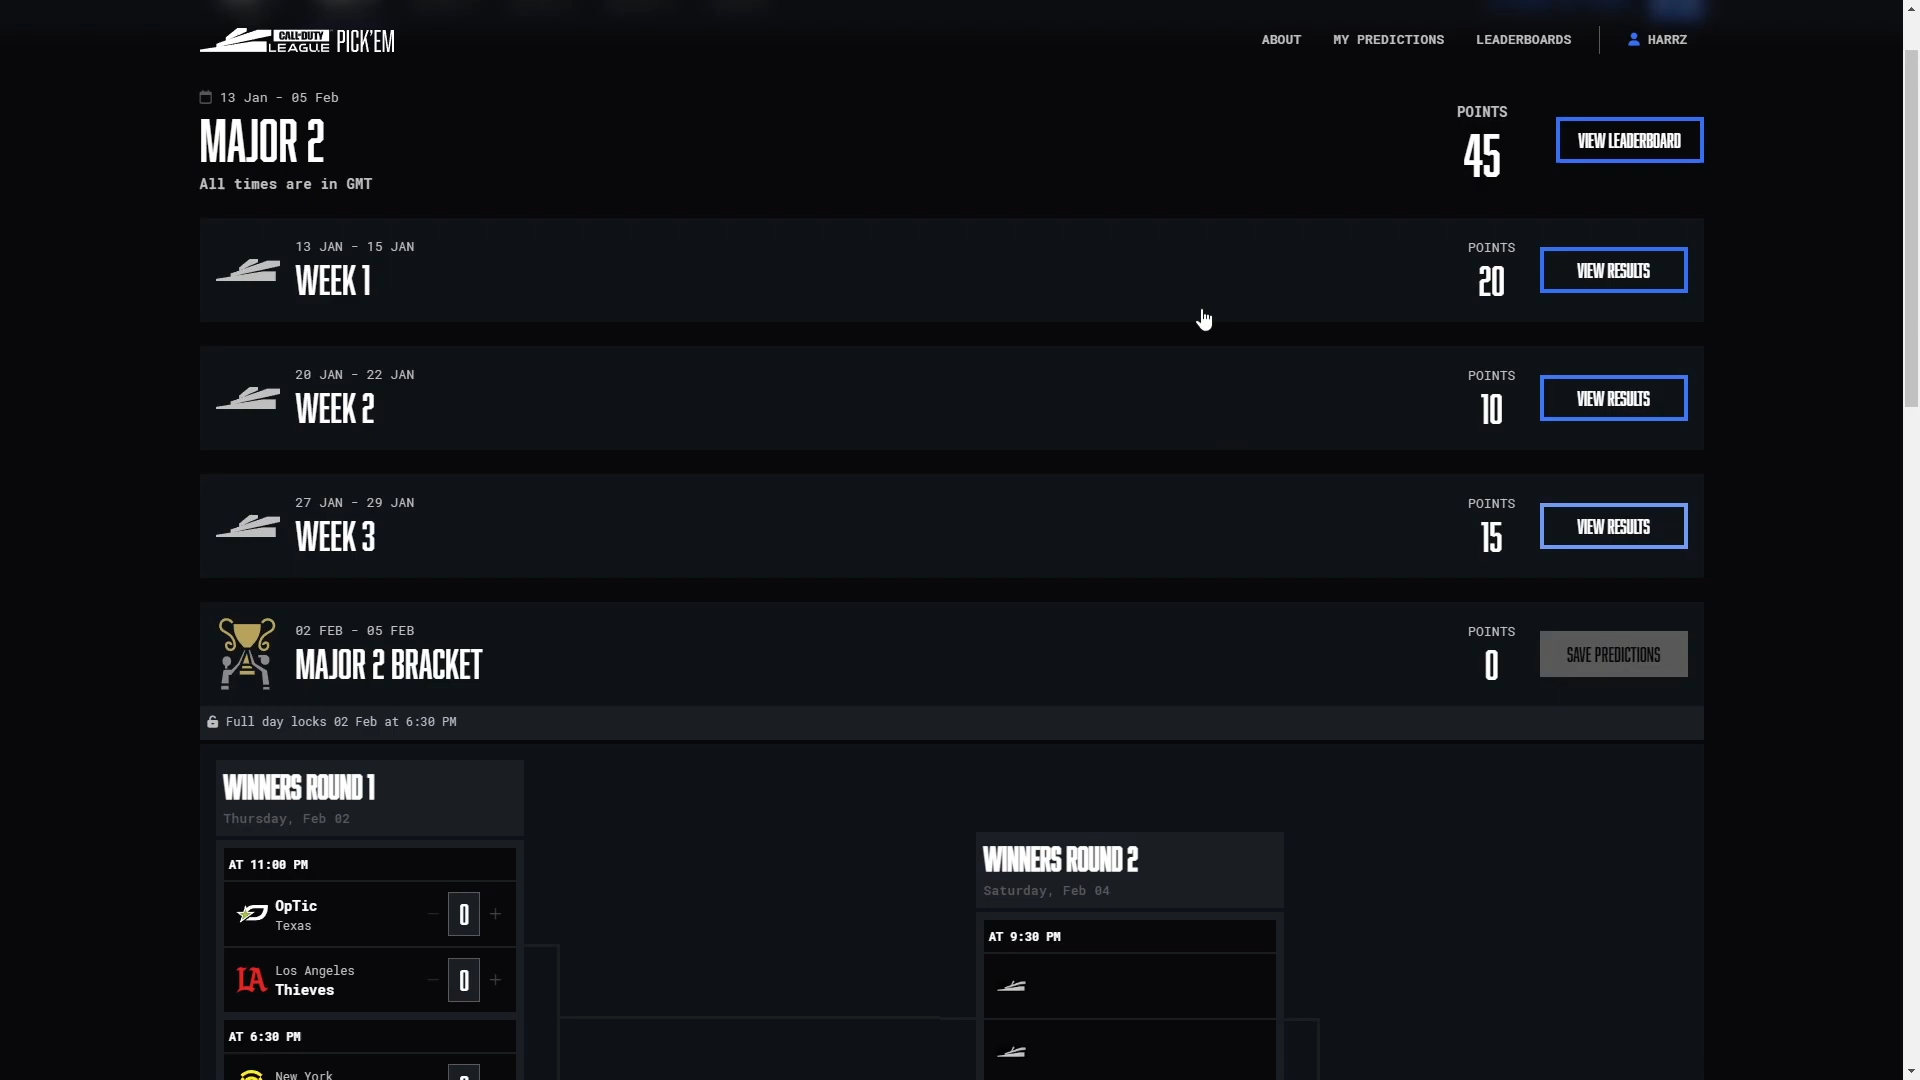 CALL OF DUTY
LEAGUE PICK'EM
ABOUT
MY PREDICTIONS
LEADERBOARDS
HARRZ
13 Jan - 05 Feb
MAJOR 2
All times are in GMT
POINTS
45
VIEW LEADERBOARD
13 JAN - 15 JAN
WEEK 1
POINTS
20
VIEW RESULTS
20 JAN - 22 JAN
WEEK 2
POINTS
10
VIEW RESULTS
27 JAN - 29 JAN
WEEK 3
POINTS
15
VIEW RESULTS
02 FEB - 05 FEB
MAJOR 2 BRACKET
POINTS
0
SAVE PREDICTIONS
Full day locks 02 Feb at 6:30 PM
WINNERS ROUND 1
Thursday, Feb 02
AT 11:00 PM
OpTic
Texas
- 0 +
LA
Los Angeles
Thieves
- 0 +
AT 6:30 PM
New York
WINNERS ROUND 2
Saturday, Feb 04
AT 9:30 PM